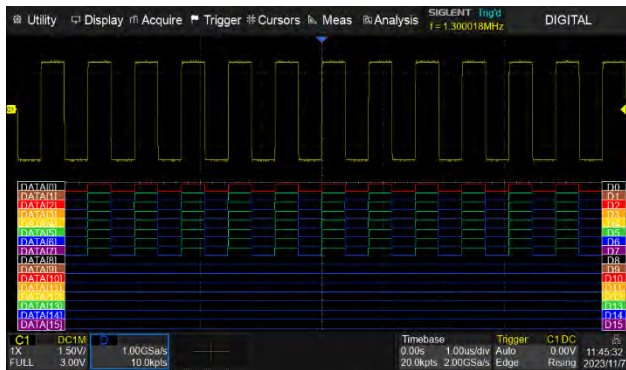 Utility Display Acquire Trigger Cursors Meas Analysis SIGLENT Trig'd DIGITAL
f = 1.300018MHz
DATA[0] D0
DATA[1] D1
DATA[2] D2
DATA[5] D5
DATA[6] D6
DATA[7] D7
DATA[8] D8
DATA[9] D9
DATA[10] D10
DATA[13] D13
DATA[14] D14
DATA[15] D15
C1 DC1M D Timebase Trigger C1 DC
1X 1.50V/ 1.00GSa/s 0.00s 1.00us/div Auto 0.00V 11:45:32
FULL 3.00V 10.0kpts 20.0kpts 2.00GSa/s Edge Rising 2023/11/7